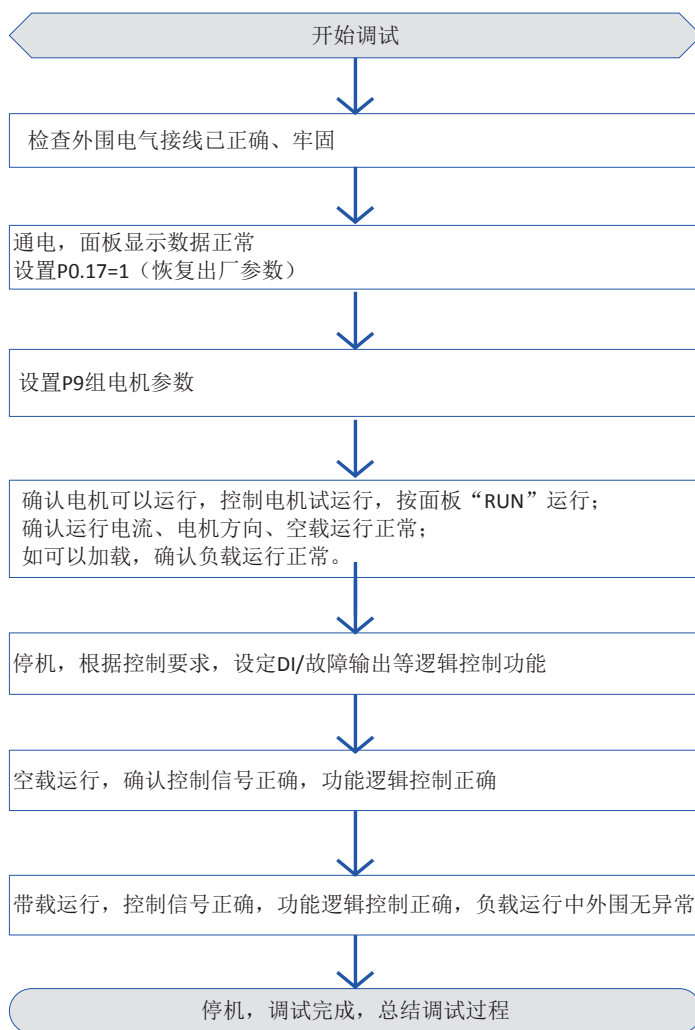 开始调试
检查外围电气接线已正确、牢固
通电，面板显示数据正常
设置P0.17=1（恢复出厂参数）
设置P9组电机参数
确认电机可以运行，控制电机试运行，按面板“RUN”运行；
确认运行电流、电机方向、空载运行正常；
如可以加载，确认负载运行正常。
停机，根据控制要求，设定DI/故障输出等逻辑控制功能
空载运行，确认控制信号正确，功能逻辑控制正确
带载运行，控制信号正确，功能逻辑控制正确，负载运行中外围无异常
停机，调试完成，总结调试过程